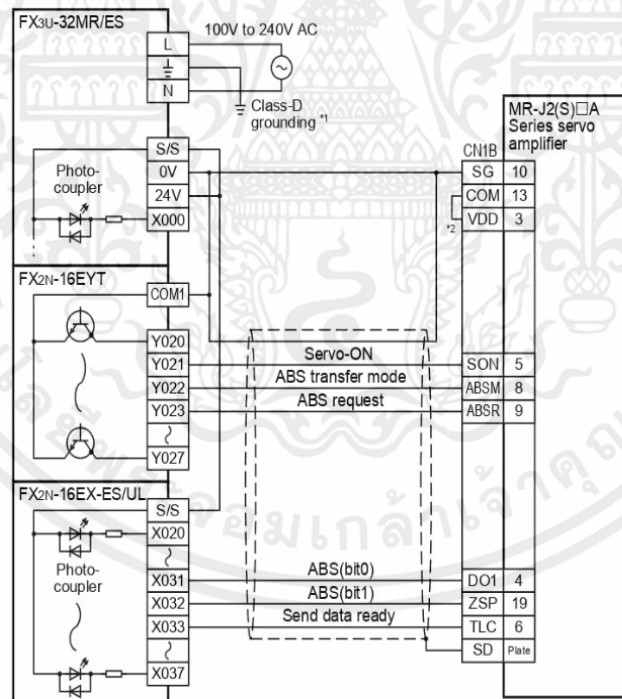 FX3U-32MR/ES
L
N
100V to 240V AC
Class-D
grounding *1
S/S
0V
24V
X000
Photo-
coupler
MR-J2(S)□A
Series servo
amplifier
CN1B
SG 10
COM 13
VDD 3
*2
FX2N-16EYT
COM1
Y020
Y021
Y022
Y023
Y027
Servo-ON
ABS transfer mode
ABS request
SON 5
ABSM 8
ABSR 9
FX2N-16EX-ES/UL
S/S
X020
X031
X032
X033
X037
Photo-
coupler
ABS(bit0)
ABS(bit1)
Send data ready
DO1 4
ZSP 19
TLC 6
SD Plate